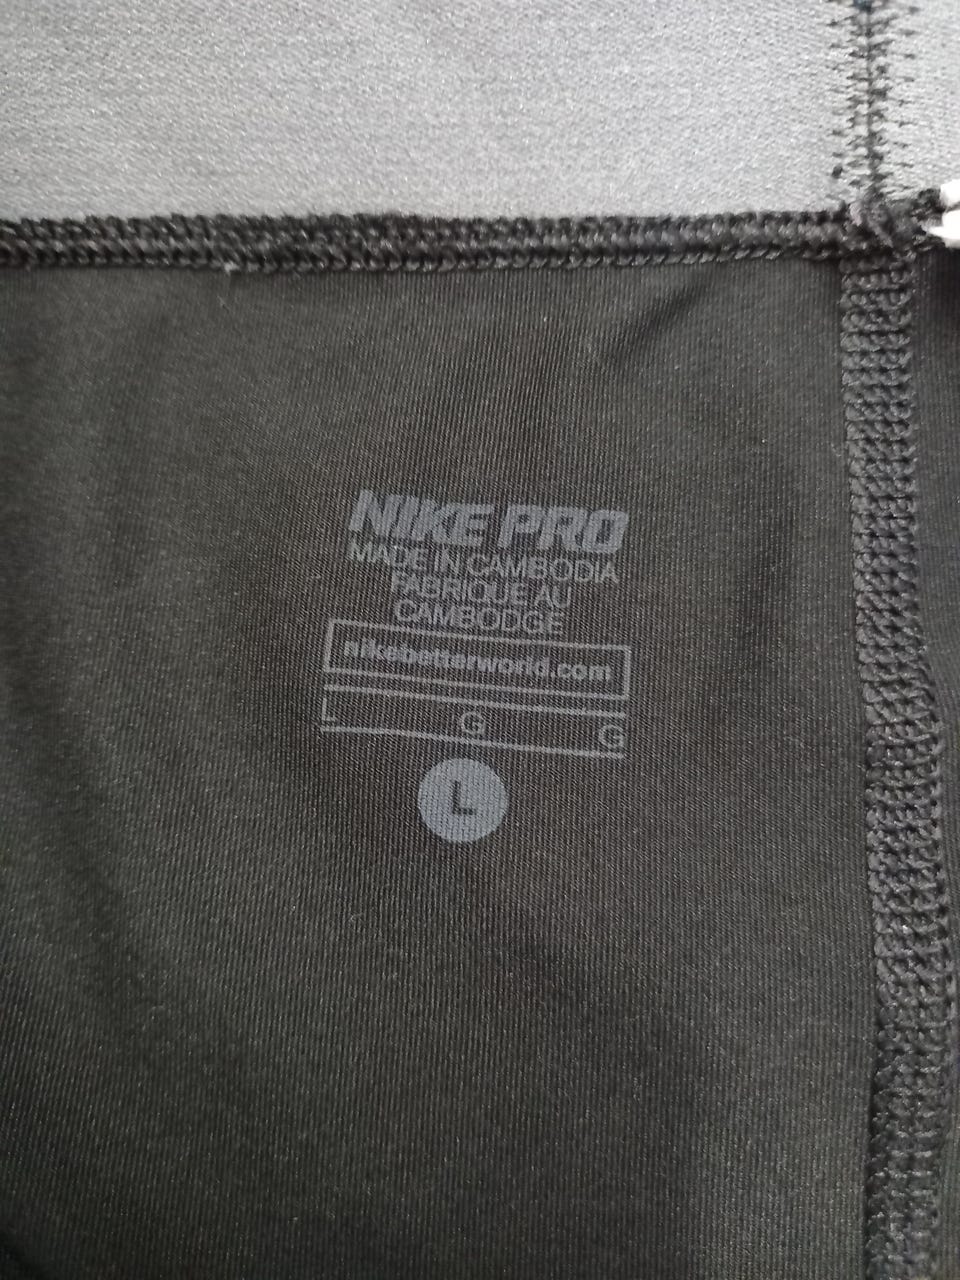 NIKE PRO
MADE IN CAMBODIA
FABRIQUE AU
CAMBODGE
nikebetterworld.com
L G G
L